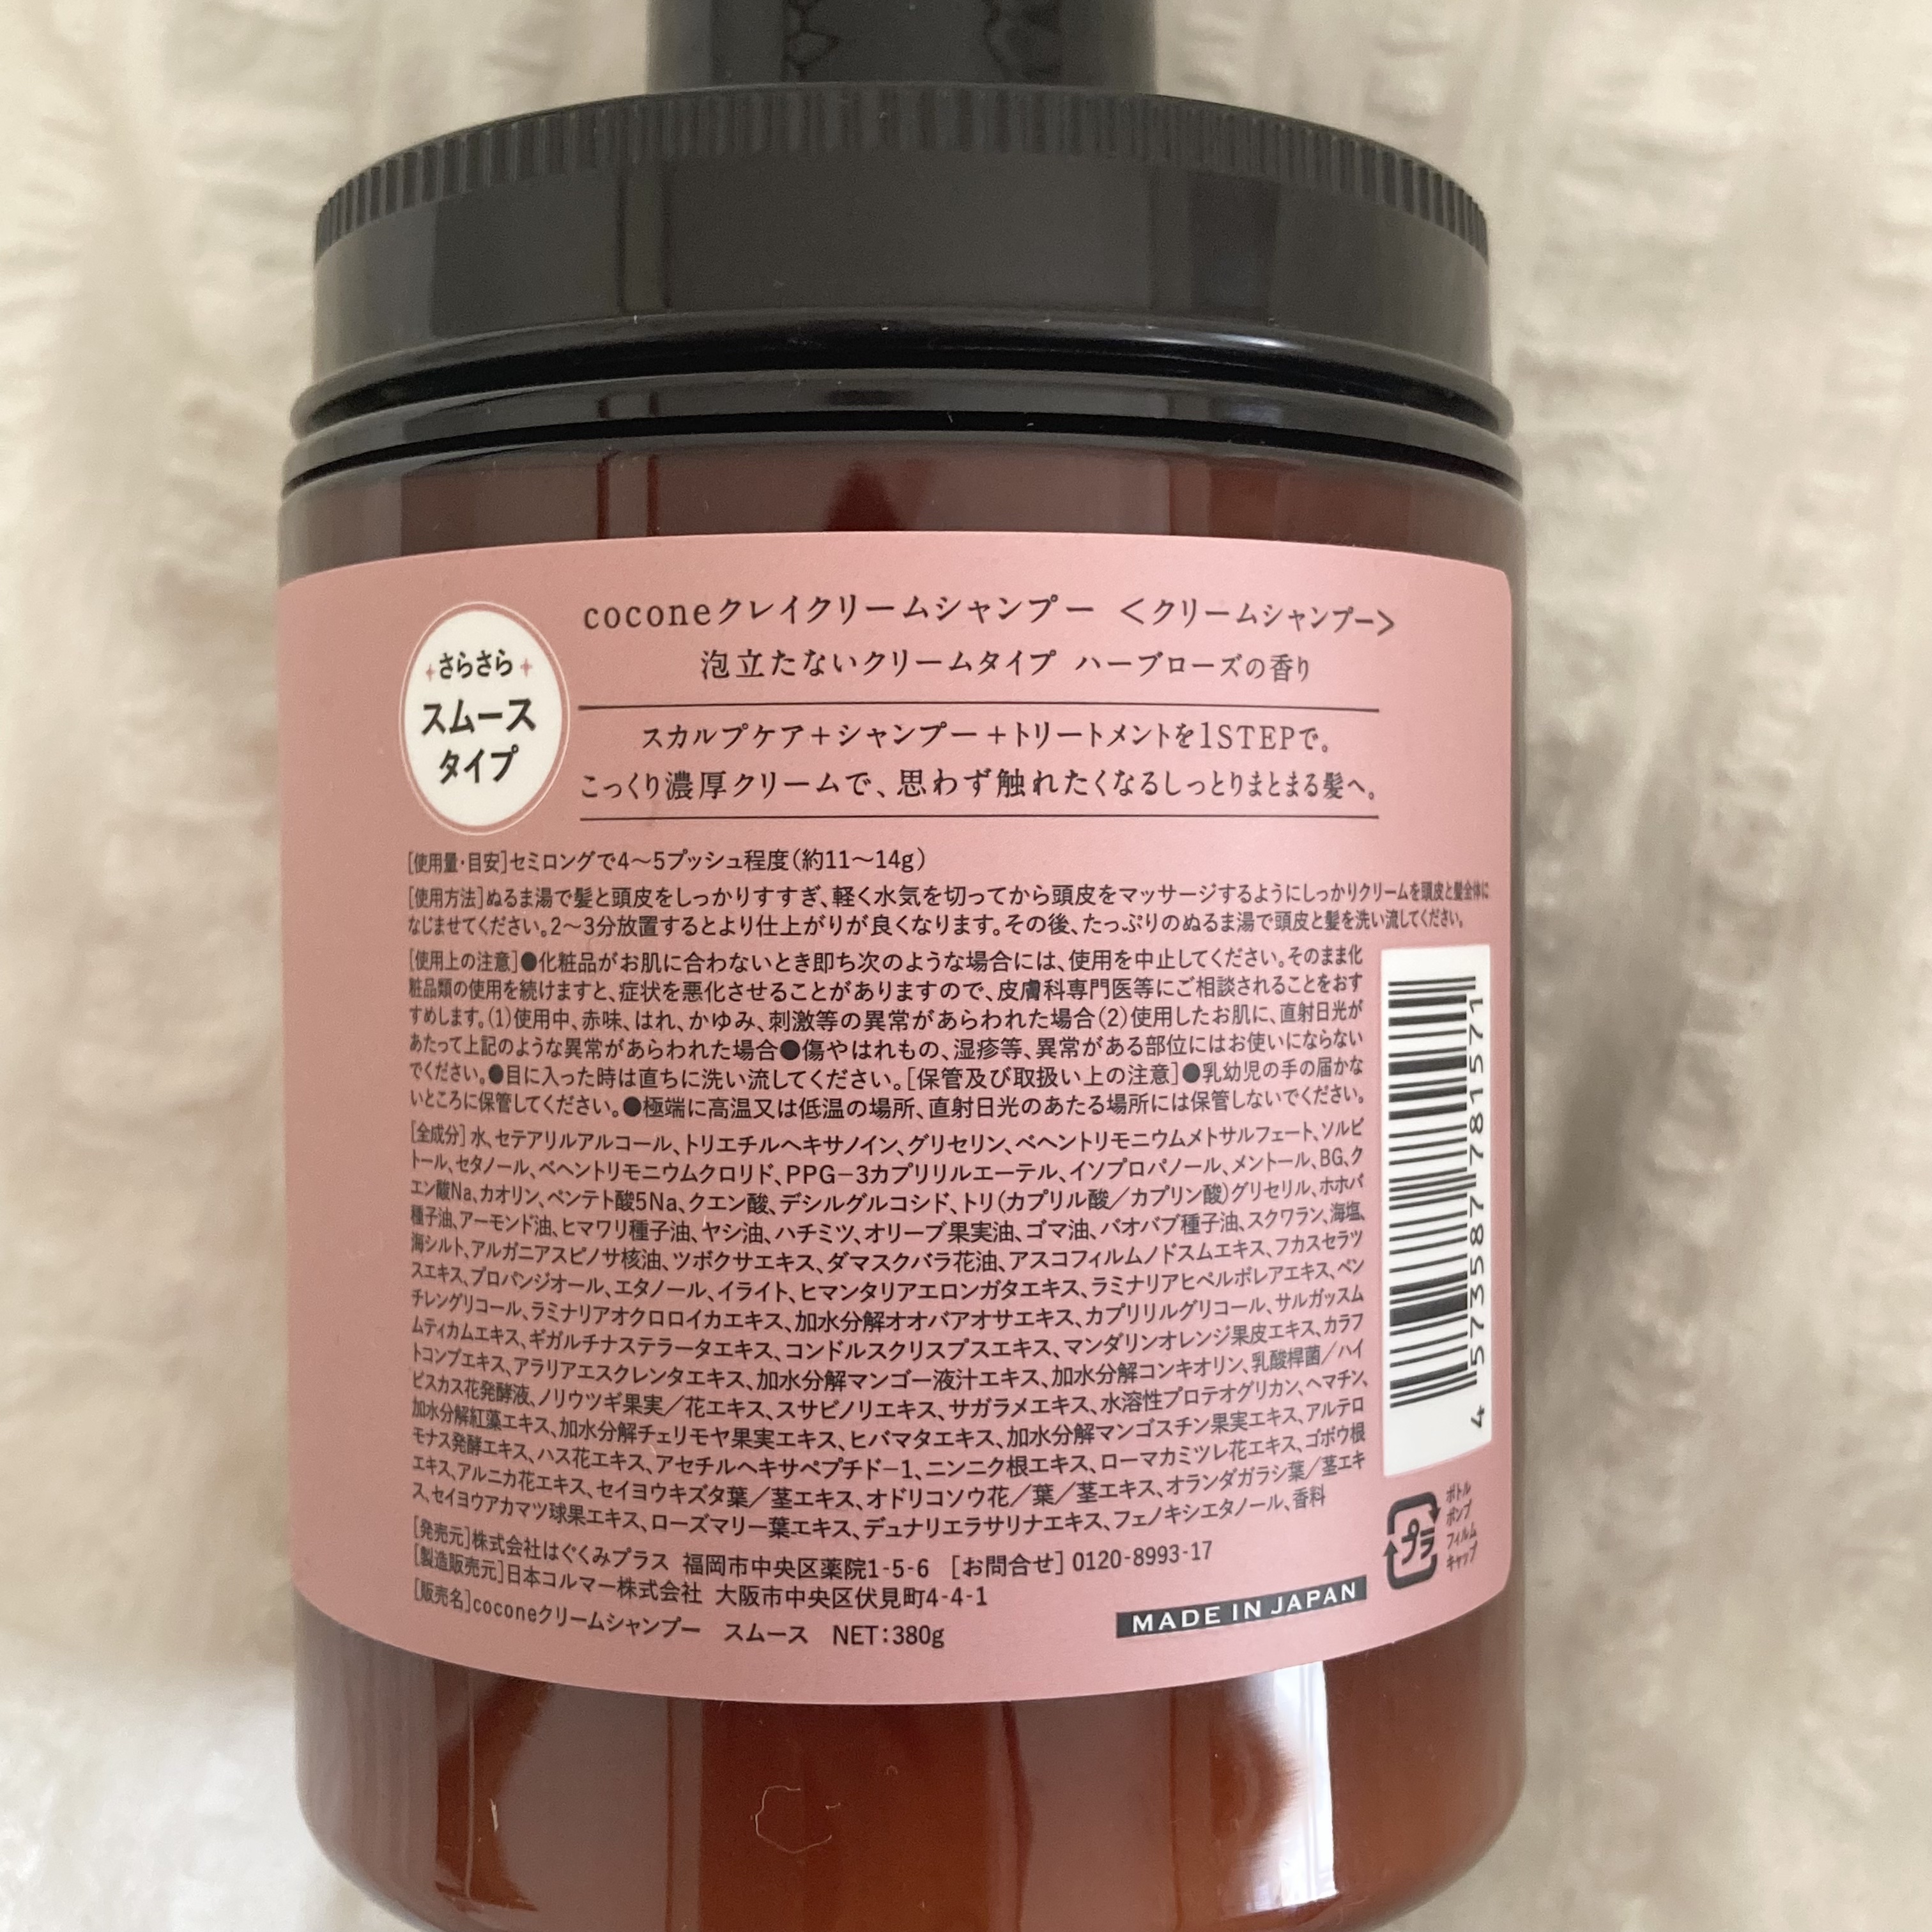 coconeクレイクリームシャンプー ＜クリームシャンプー＞
泡立たないクリームタイプ ハーブローズの香り
さらさら
スムース
タイプ
スカルプケア＋シャンプー＋トリートメントを1STEPで。
こっくり濃厚クリームで、思わず触れたくなるしっとりまとまる髪へ。
[使用量・目安]セミロングで4～5プッシュ程度（約11～14g）
[使用方法]ぬるま湯で髪と頭皮をしっかりすすぎ、軽く水気を切ってから頭皮をマッサージするようにしっかりクリームを頭皮と髪全体に
なじませてください。2～3分放置するとより仕上がりが良くなります。その後、たっぷりのぬるま湯で頭皮と髪を洗い流してください。
[使用上の注意]●化粧品がお肌に合わないとき即ち次のような場合には、使用を中止してください。そのまま化
粧品類の使用を続けますと、症状を悪化させることがありますので、皮膚科専門医等にご相談されることをおす
すめします。(1)使用中、赤味、はれ、かゆみ、刺激等の異常があらわれた場合(2)使用したお肌に、直射日光が
あたって上記のような異常があらわれた場合●傷やはれもの、湿疹等、異常がある部位にはお使いにならない
でください。●目に入った時は直ちに洗い流してください。[保管及び取扱い上の注意]●乳幼児の手の届かな
いところに保管してください。●極端に高温又は低温の場所、直射日光のあたる場所には保管しないでください。
[全成分]水、セテアリルアルコール、トリエチルヘキサノイン、グリセリン、ベヘントリモニウムメトサルフェート、ソルビ
トール、セタノール、ベヘントリモニウムクロリド、PPG－3カプリリルエーテル、イソプロパノール、メントール、BG、ク
エン酸Na、カオリン、ペンテト酸5Na、クエン酸、デシルグルコシド、トリ（カプリル酸／カプリン酸）グリセリル、ホホバ
種子油、アーモンド油、ヒマワリ種子油、ヤシ油、ハチミツ、オリーブ果実油、ゴマ油、バオバブ種子油、スクワラン、海塩、
海シルト、アルガニアスピノサ核油、ツボクサエキス、ダマスクバラ花油、アスコフィルムノドスムエキス、フカスセラツ
スエキス、プロパンジオール、エタノール、イライト、ヒマンタリアエロンガタエキス、ラミナリアヒペルボレアエキス、ペン
チレングリコール、ラミナリアオクロロイカエキス、加水分解オオバアオサエキス、カプリリルグリコール、サルガッスム
ムティカムエキス、ギガルチナステラータエキス、コンドルスクリスプスエキス、マンダリンオレンジ果皮エキス、カラフ
トコンブエキス、アラリアエスクレンタエキス、加水分解マンゴー液汁エキス、加水分解コンキオリン、乳酸桿菌／ハイ
ビスカス花発酵液、ノリウツギ果実／花エキス、スサビノリエキス、サガラメエキス、水溶性プロテオグリカン、ヘマチン、
加水分解紅藻エキス、加水分解チェリモヤ果実エキス、ヒバマタエキス、加水分解マンゴスチン果実エキス、アルテロ
モナス発酵エキス、ハス花エキス、アセチルヘキサペプチド－1、ニンニク根エキス、ローマカミツレ花エキス、ゴボウ根
エキス、アルニカ花エキス、セイヨウキズタ葉／茎エキス、オドリコソウ花／葉／茎エキス、オランダガラシ葉／茎エキ
ス、セイヨウアカマツ球果エキス、ローズマリー葉エキス、デュナリエラサリナエキス、フェノキシエタノール、香料
[発売元]株式会社はぐくみプラス 福岡市中央区薬院1-5-6 [お問合せ]0120-8993-17
[製造販売元]日本コルマー株式会社 大阪市中央区伏見町4-4-1
[販売名]coconeクリームシャンプー スムース NET：380g
MADE IN JAPAN
4 573587 781571
プラ
ボトル
ポンプ
フィルム
キャップ